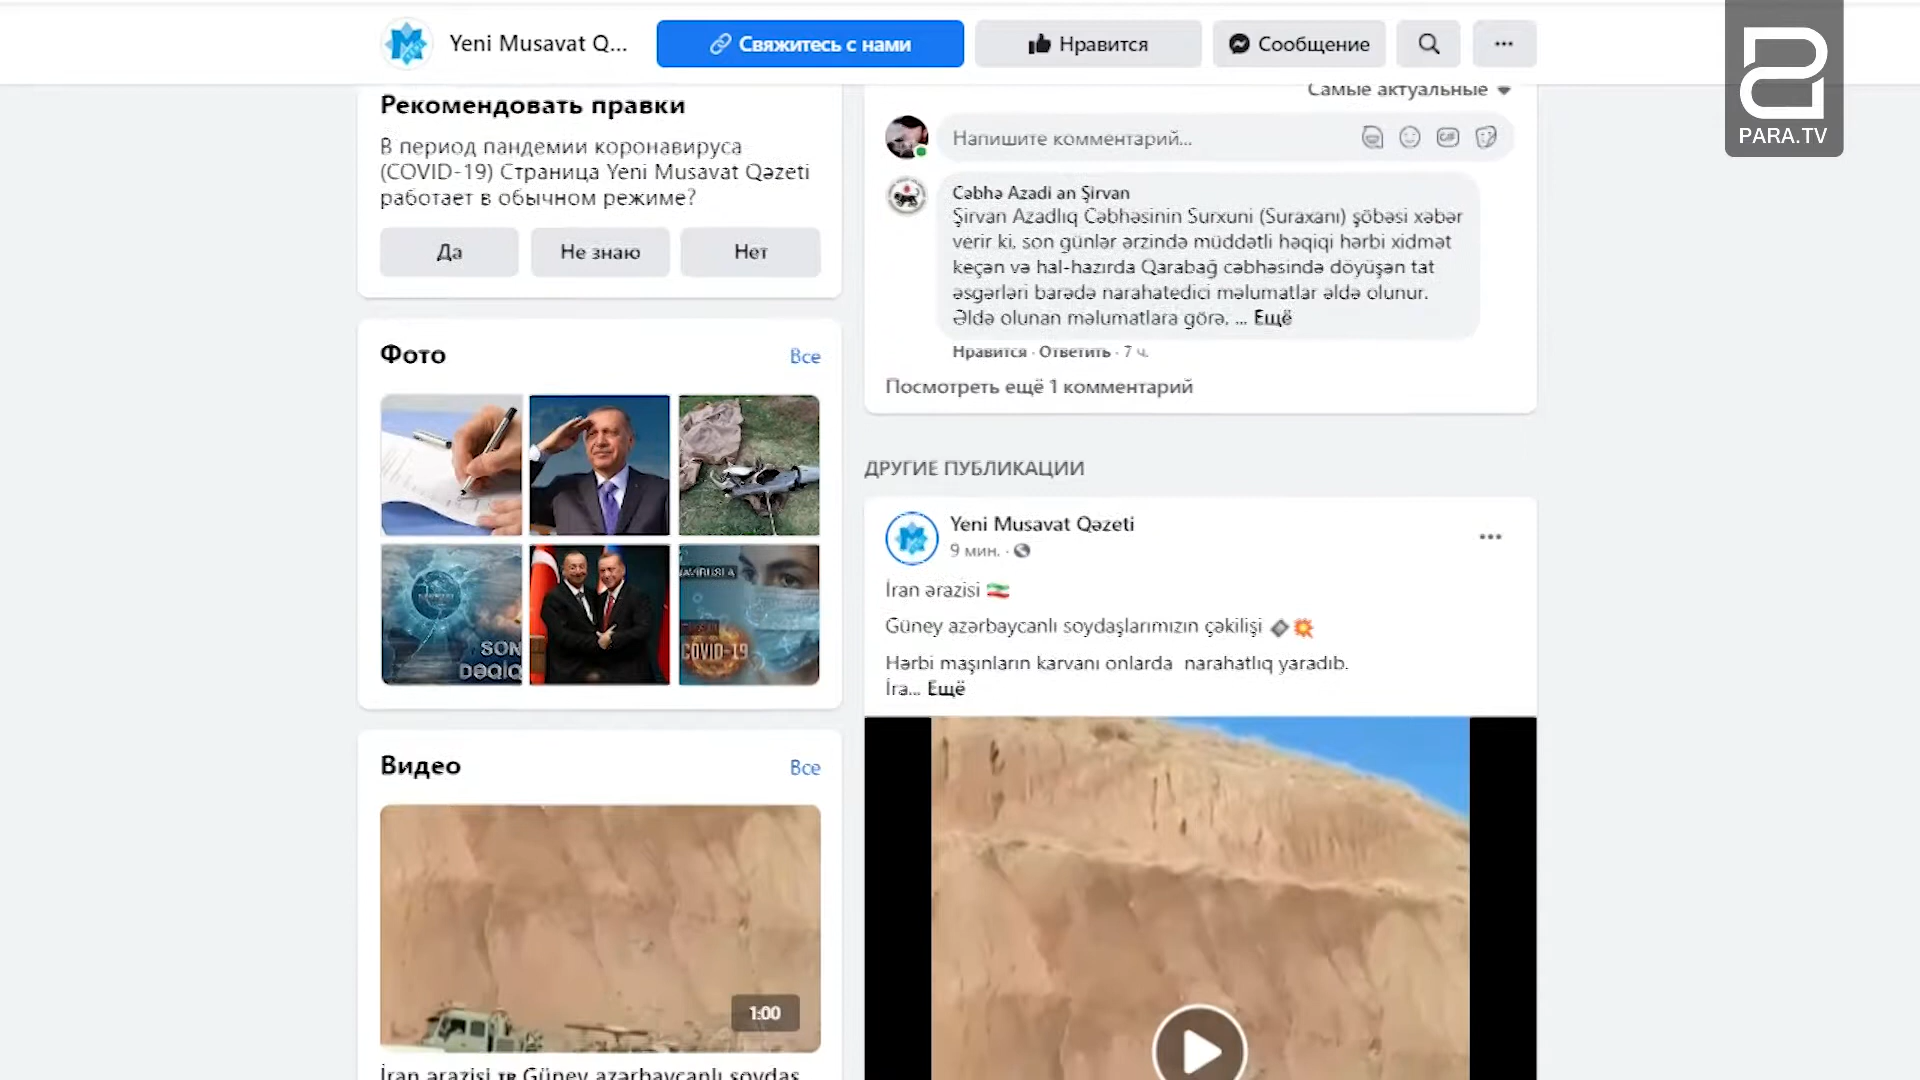 Yeni Musavat Q...
Свяжитесь с нами
Нравится
Сообщение
PARA.TV
Рекомендовать правки
В период пандемии коронавируса
(COVID-19) Страница Yeni Musavat Qəzeti
работает в обычном режиме?
Да
Не знаю
Нет
Фото
Все
SON
DƏQİQ
COVID-19
Видео
Все
1:00
İran ərazisi TR Güney azərbaycanlı soydaş
Самые актуальные
Напишите комментарий...
GIF
Cəbhə Azadi an Şirvan
Şirvan Azadlıq Cəbhəsinin Surxuni (Suraxanı) şöbəsi xəbər
verir ki, son günlər ərzində müddətli həqiqi hərbi xidmət
keçən və hal-hazırda Qarabağ cəbhəsində döyüşən tat
əsgərləri barədə narahatedici məlumatlar əldə olunur.
Əldə olunan məlumatlara görə, ... Ещё
Нравится · Ответить · 7 ч.
Посмотреть ещё 1 комментарий
ДРУГИЕ ПУБЛИКАЦИИ
Yeni Musavat Qəzeti
9 мин. ·
İran ərazisi 🇮🇷
Güney azərbaycanlı soydaşlarımızın çəkilişi
Hərbi maşınların karvanı onlarda narahatlıq yaradıb.
İra... Ещё